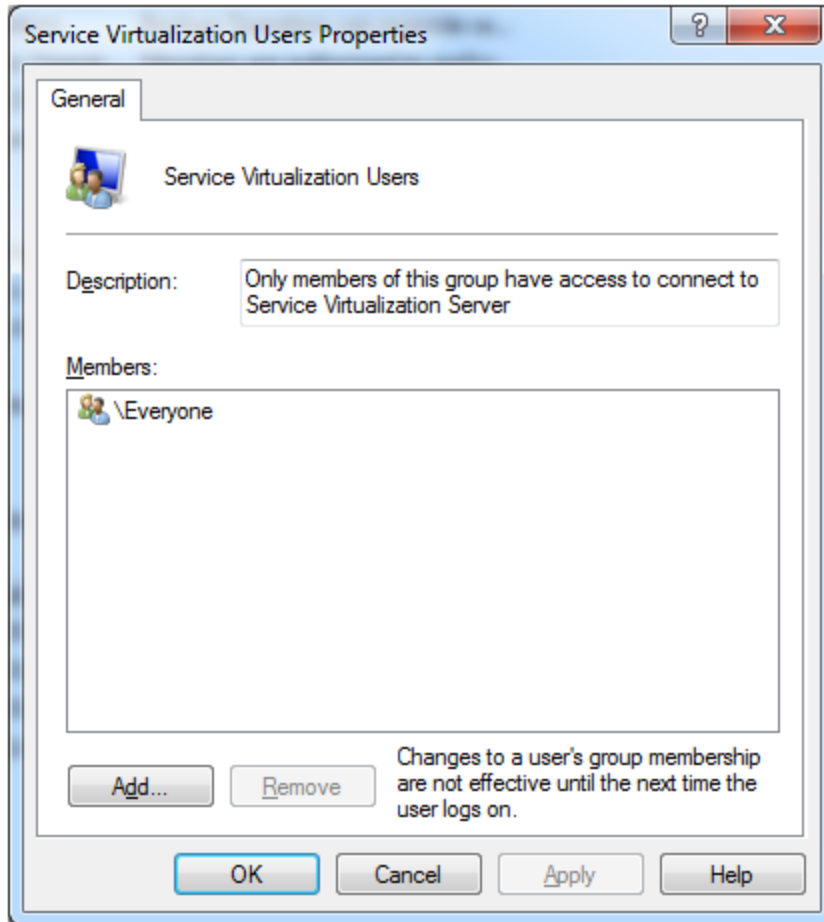 Service Virtualization Users Properties
?
X
General
Service Virtualization Users
Description:
Only members of this group have access to connect to
Service Virtualization Server
Members:
\Everyone
Add...
Remove
Changes to a user's group membership
are not effective until the next time the
user logs on.
OK
Cancel
Apply
Help